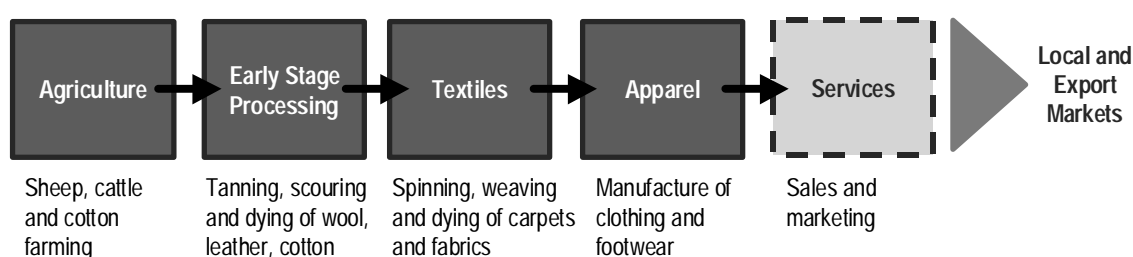 Agriculture
Early Stage
Processing
Textiles
Apparel
Services
Local and
Export
Markets
Sheep, cattle
and cotton
farming
Tanning, scouring
and dying of wool,
leather, cotton
Spinning, weaving
and dying of carpets
and fabrics
Manufacture of
clothing and
footwear
Sales and
marketing